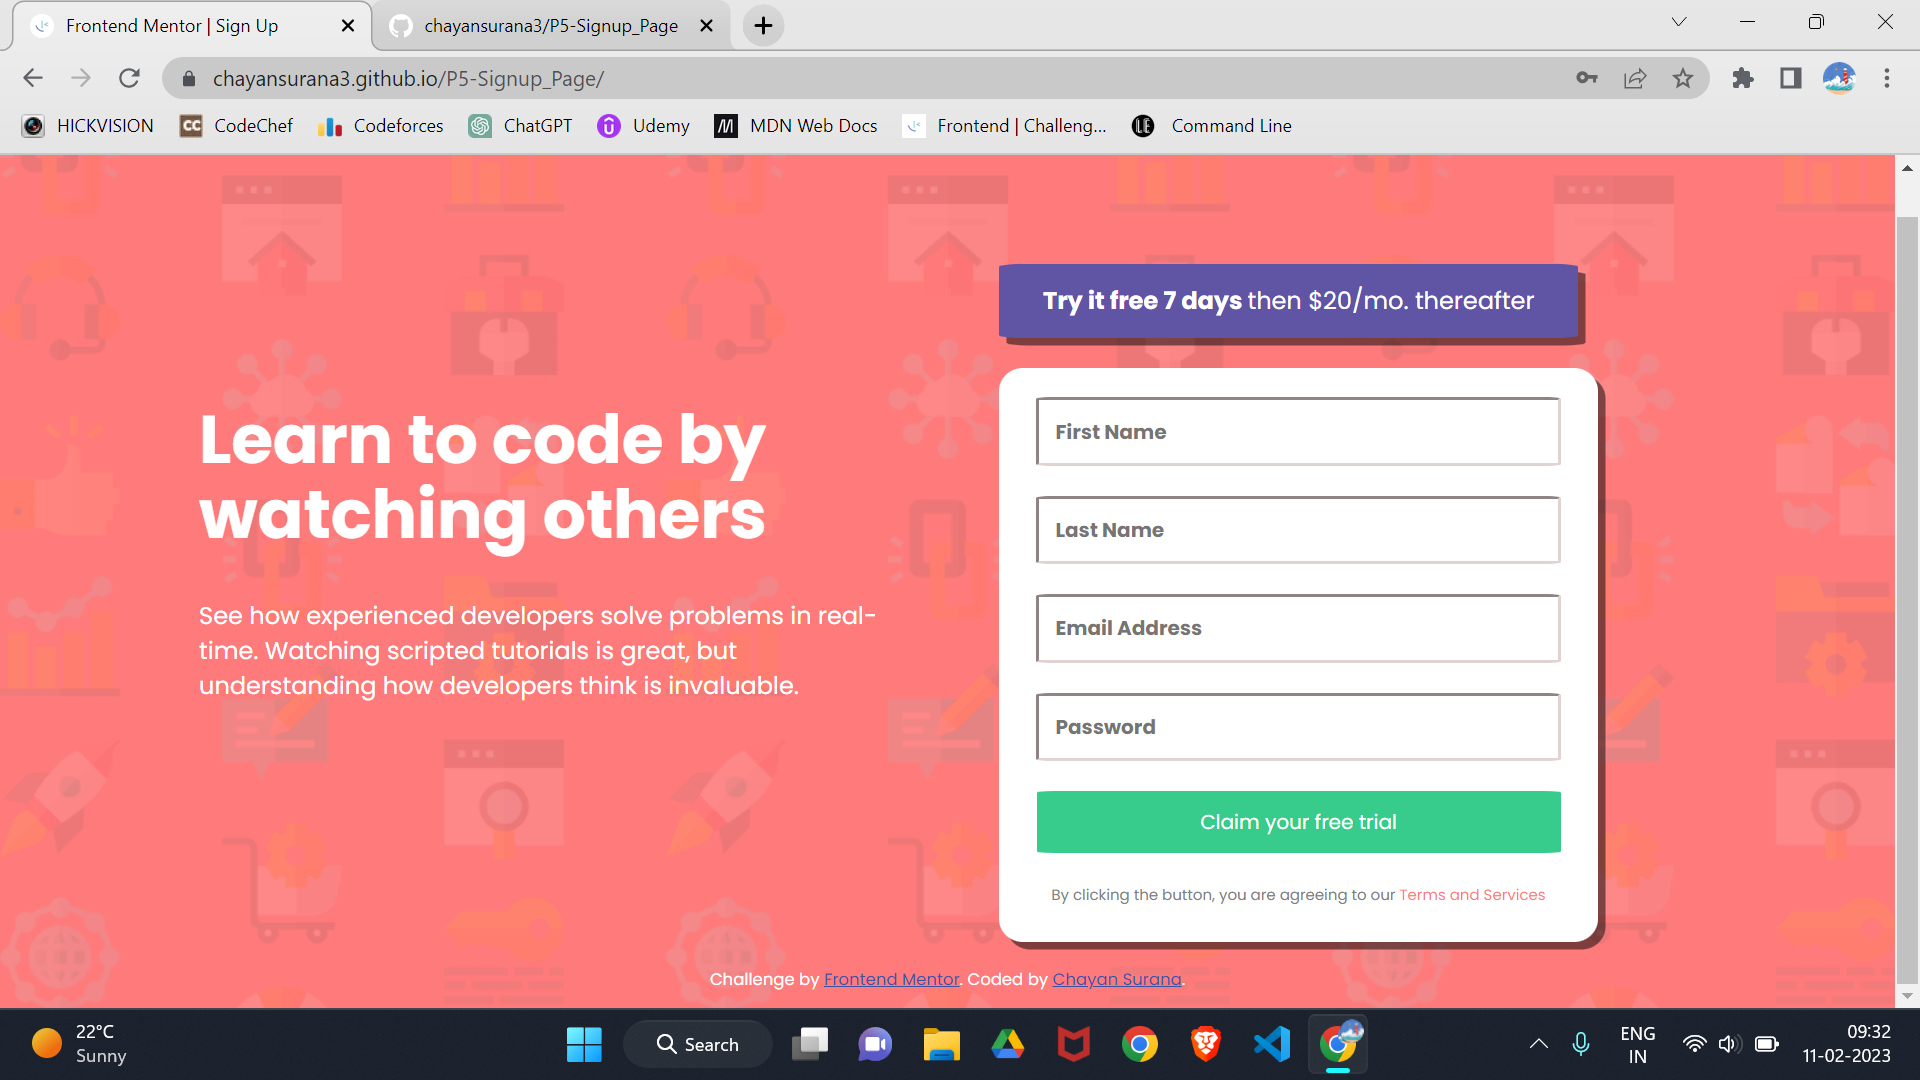 Frontend Mentor | Sign Up
chayansurana3/P5-Signup_Page
chayansurana3.github.io/P5-Signup_Page/
HICKVISION
CC
CodeChef
Codeforces
ChatGPT
Udemy
MDN Web Docs
Frontend | Challeng...
LE
Command Line
Learn to code by
watching others
See how experienced developers solve problems in real-
time. Watching scripted tutorials is great, but
understanding how developers think is invaluable.
Try it free 7 days then $20/mo. thereafter
First Name
Last Name
Email Address
Password
Claim your free trial
By clicking the button, you are agreeing to our Terms and Services
Challenge by Frontend Mentor. Coded by Chayan Surana.
22°C
Sunny
Search
ENG
IN
09:32
11-02-2023